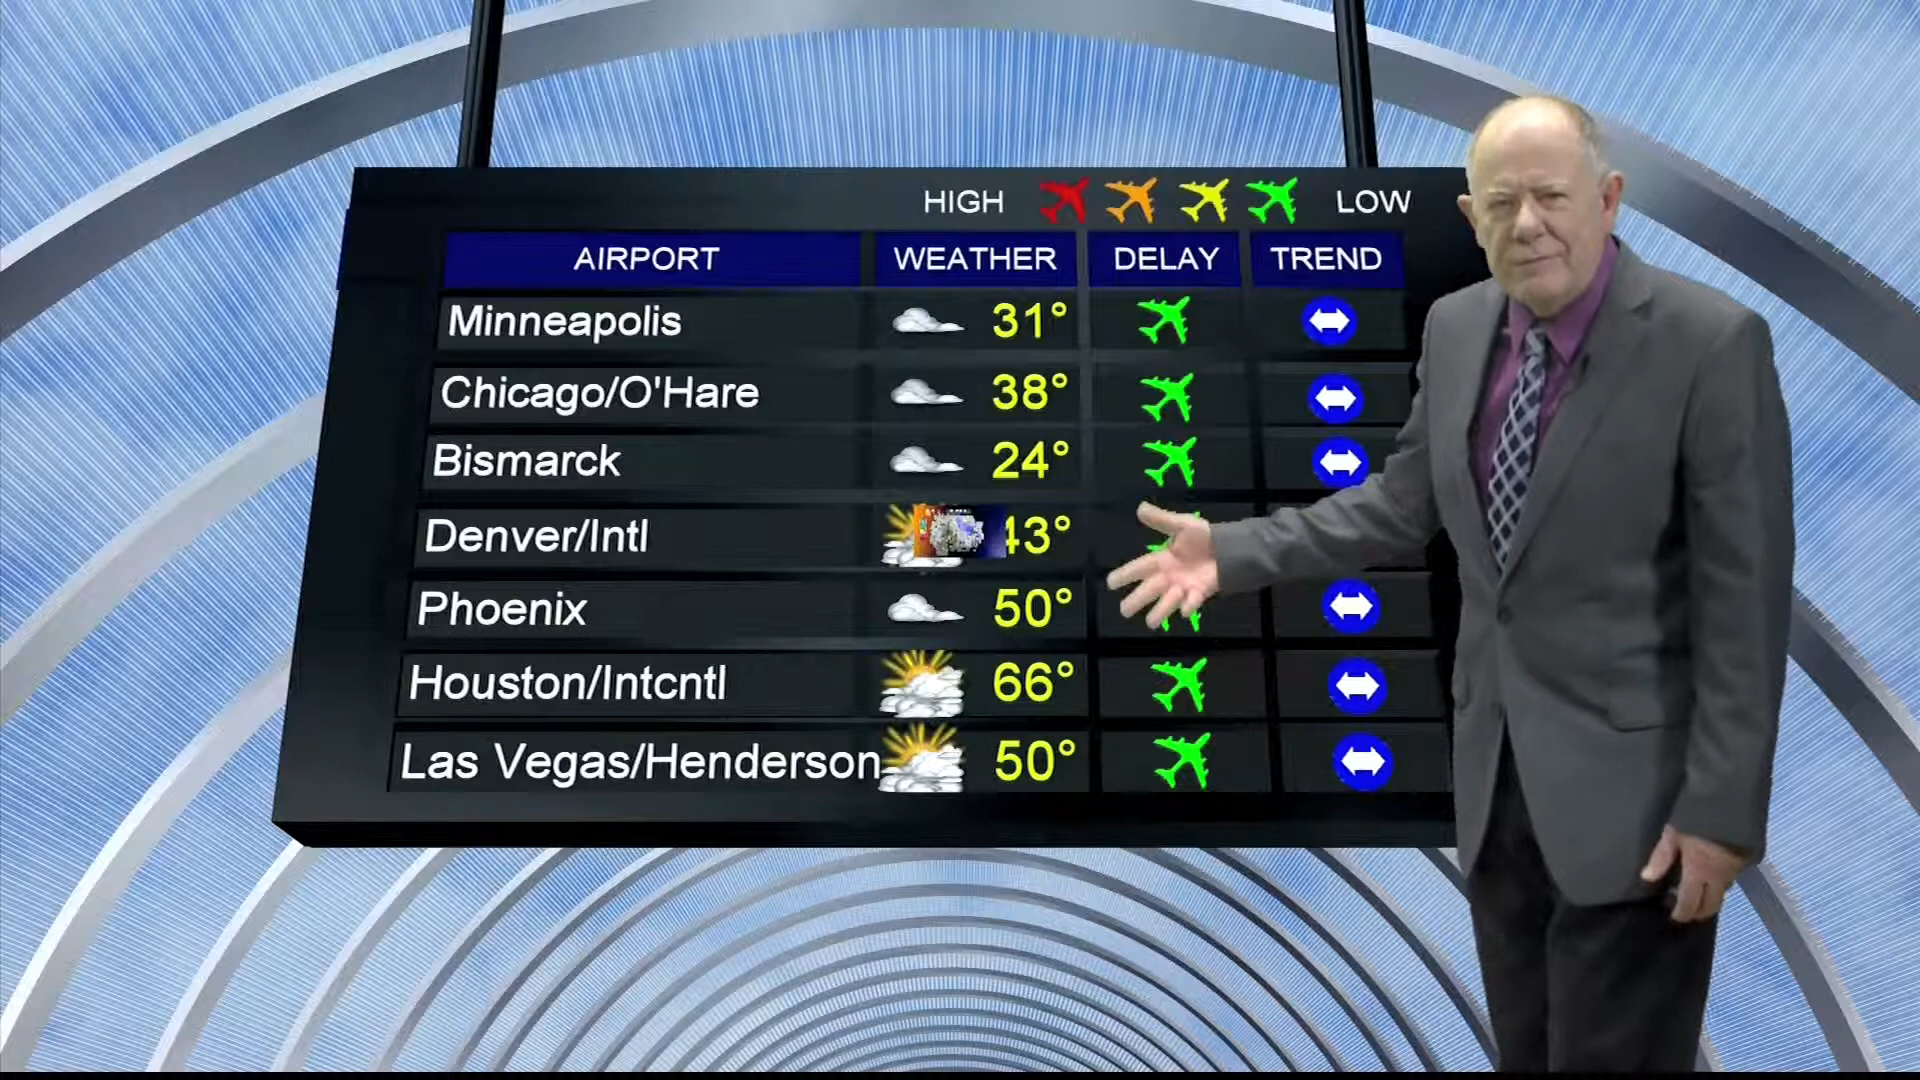 HIGH LOW
AIRPORT WEATHER DELAY TREND
Minneapolis 31°
Chicago/O'Hare 38°
Bismarck 24°
Denver/Intl 43°
Phoenix 50°
Houston/Intcntl 66°
Las Vegas/Henderson 50°